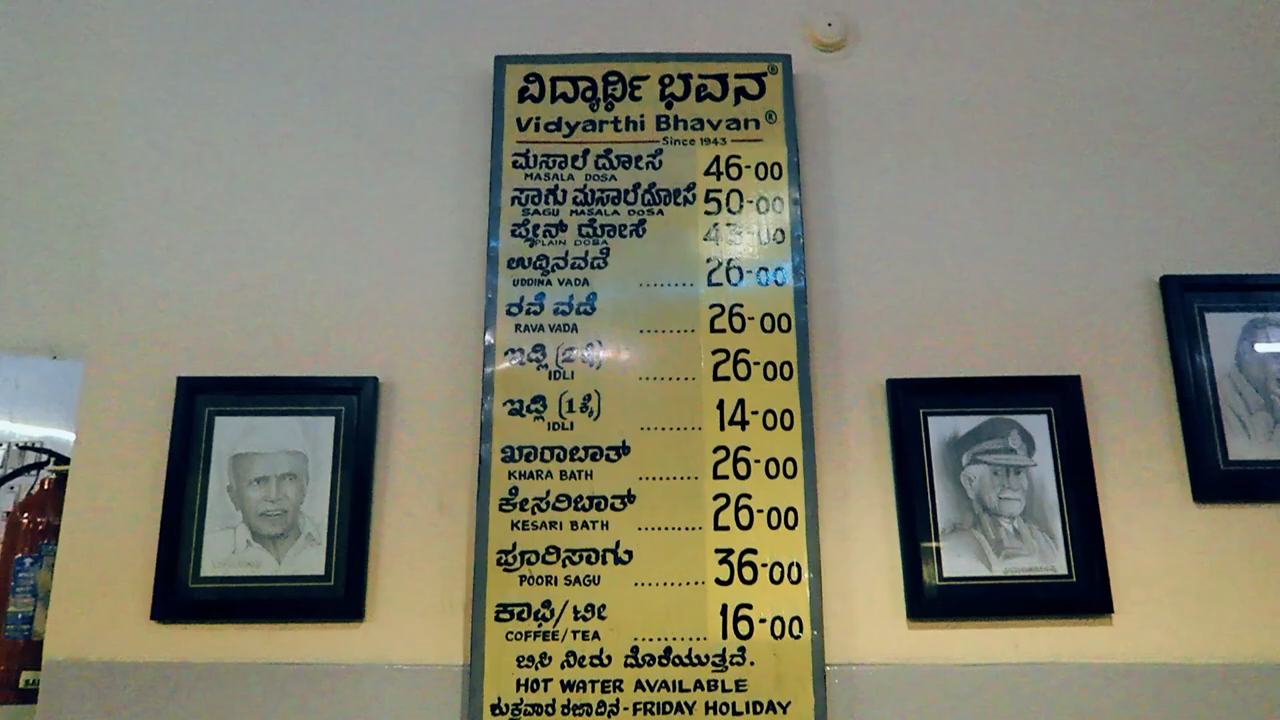 ವಿದ್ಯಾರ್ಥಿ ಭವನ®
Vidyarthi Bhavan®
Since 1943
ಮಸಾಲೆ ದೋಸೆ 46-00
MASALA DOSA
ಸಾಗು ಮಸಾಲೆದೋಸೆ 50-00
SAGU MASALA DOSA
ಪ್ಲೇನ್ ದೋಸೆ 43-00
PLAIN DOSA
ಉದ್ದಿನವಡೆ 26-00
UDDINA VADA ........
ರವೆ ವಡೆ 26-00
RAVA VADA ........
ಇಡ್ಲಿ (2ಕ್ಕೆ) 26-00
IDLI ........
ಇಡ್ಲಿ (1ಕ್ಕೆ) 14-00
IDLI .........
ಖಾರಾಬಾತ್ 26-00
KHARA BATH .........
ಕೇಸರಿಬಾತ್ 26-00
KESARI BATH ..........
ಪೂರಿಸಾಗು 36-00
POORI SAGU ..........
ಕಾಫಿ/ಟೀ 16-00
COFFEE/TEA ..........
ಬಿಸಿ ನೀರು ದೊರೆಯುತ್ತದೆ.
HOT WATER AVAILABLE
ಶುಕ್ರವಾರ ರಜಾದಿನ - FRIDAY HOLIDAY